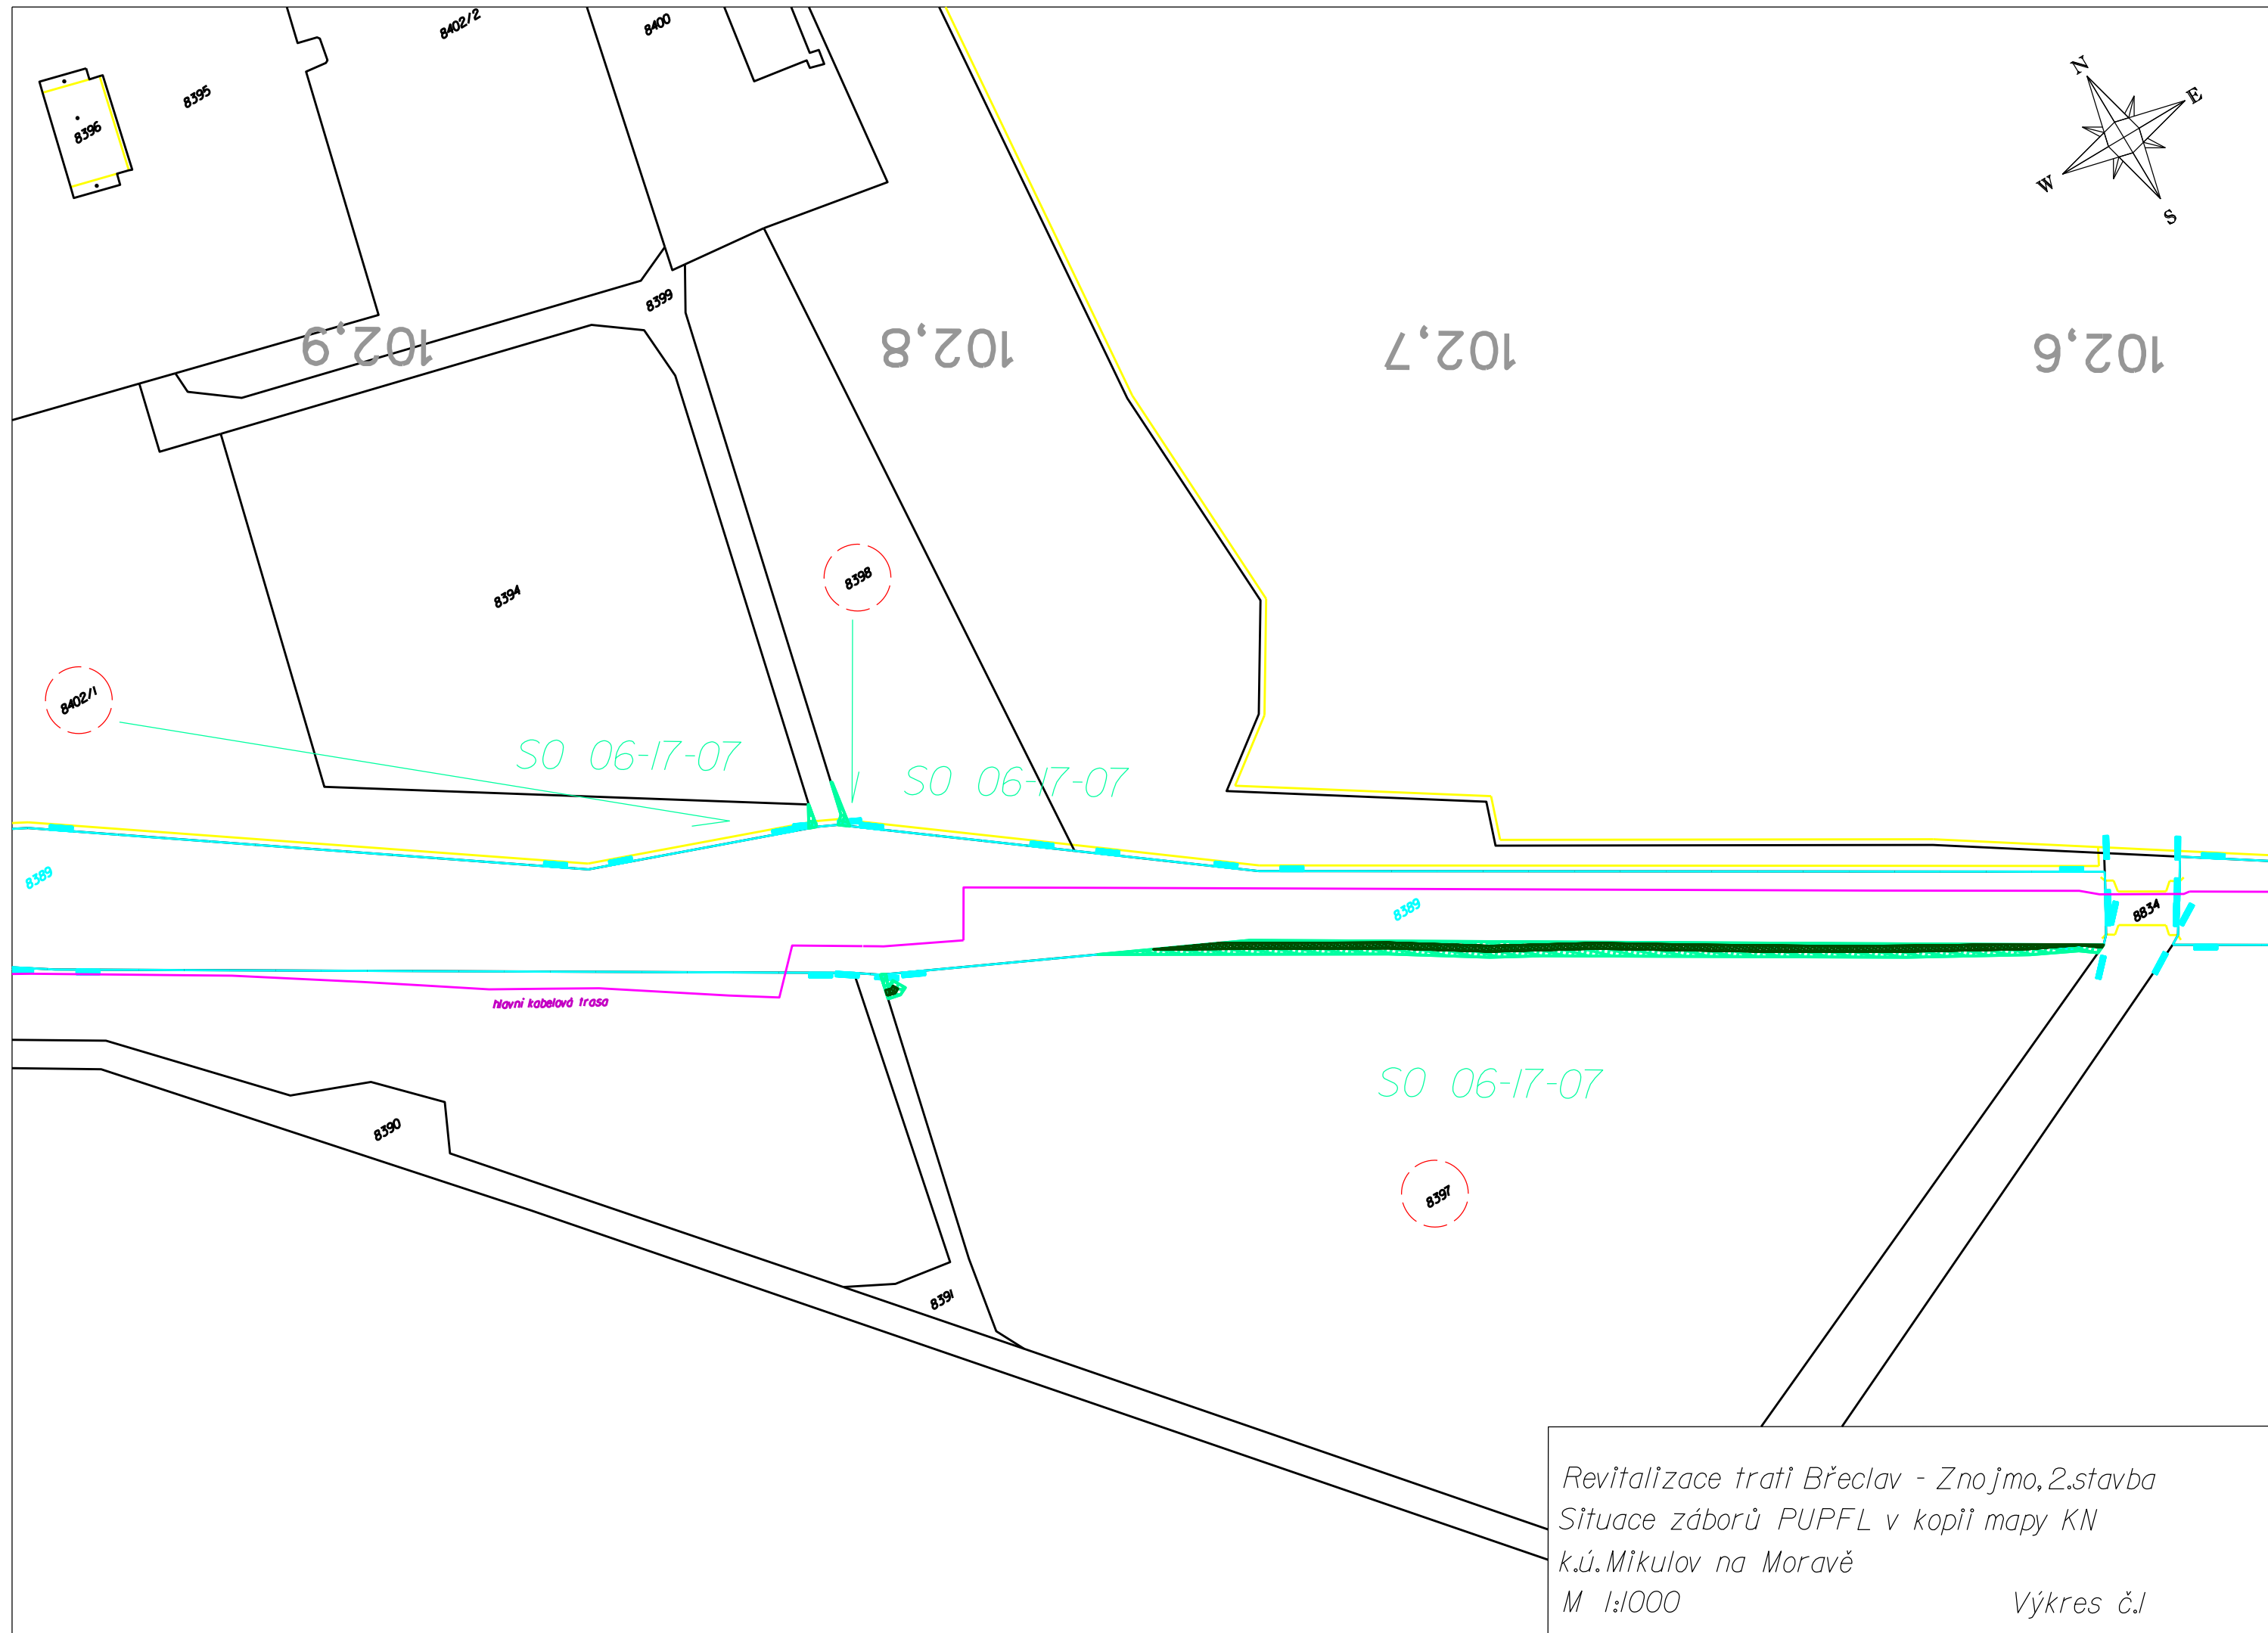 8402/2
8400
8395
8396
N
E
W
S
8399
102,9
102,8
102,7
102,6
8398
8394
8402/1
SO 06-17-07
SO 06-17-07
8389
8389
8834
hlavní kabelová trasa
SO 06-17-07
8390
8397
8391
Revitalizace trati Břeclav - Znojmo, 2.stavba
Situace záborů PUPFL v kopii mapy KN
k.ú. Mikulov na Moravě
M 1:1000
Výkres č.1